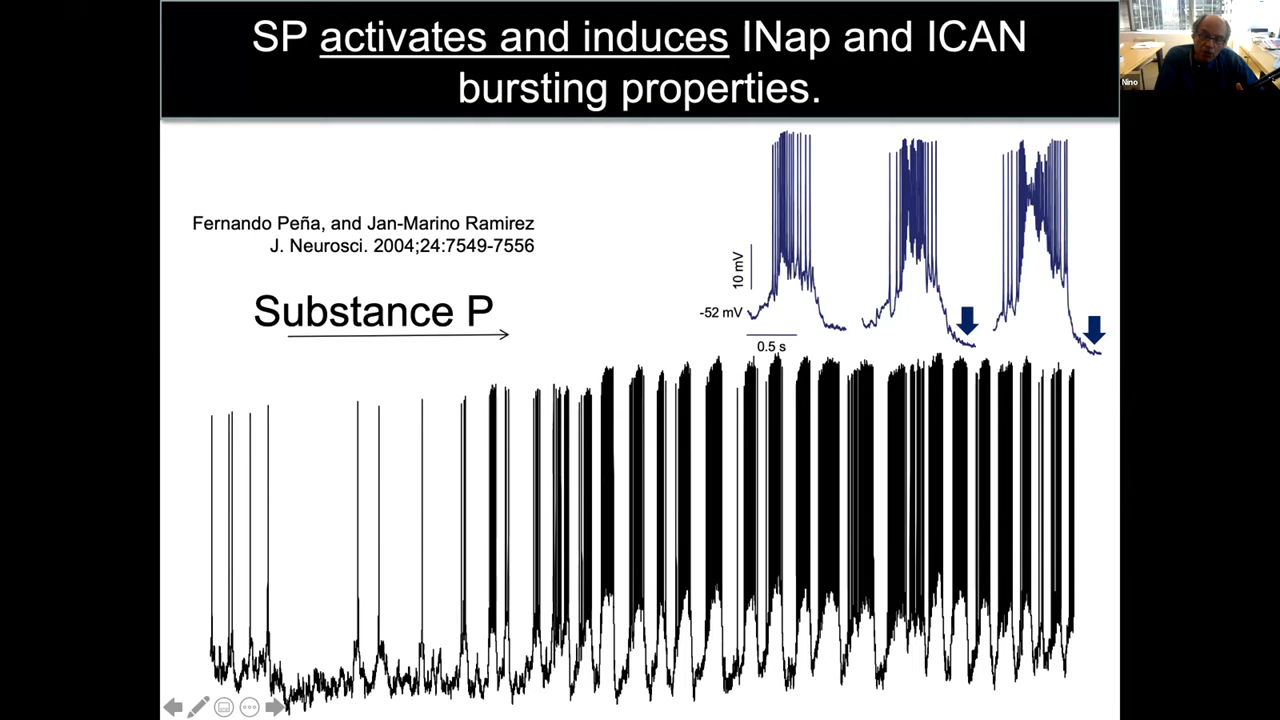 SP activates and induces INap and ICAN
bursting properties.
Nino
Fernando Peña, and Jan-Marino Ramirez
J. Neurosci. 2004;24:7549-7556
Substance P
10 mV
-52 mV
0.5 s